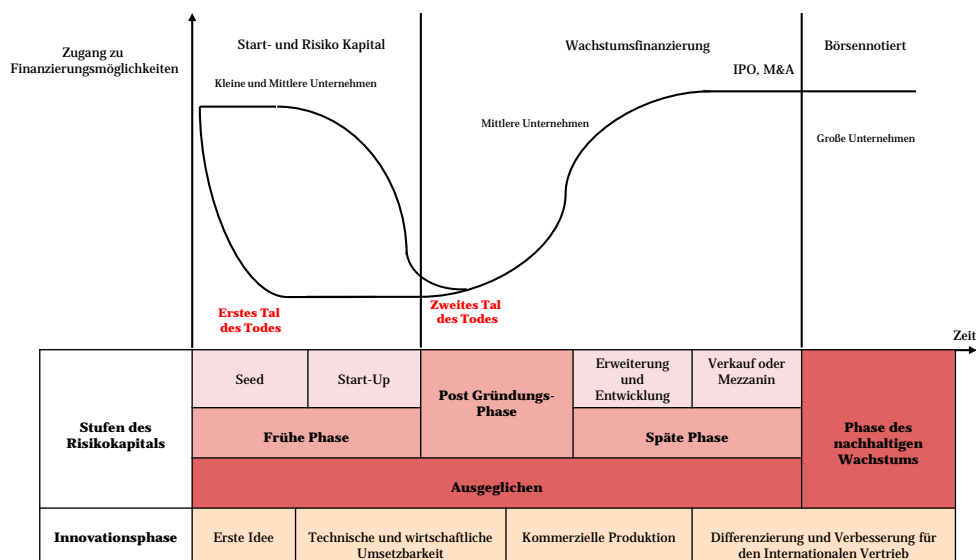 Start- und Risiko Kapital
Wachstumsfinanzierung
Börsennotiert
Zugang zu
Finanzierungsmöglichkeiten
IPO, M&A
Kleine und Mittlere Unternehmen
Mittlere Unternehmen
Große Unternehmen
Erstes Tal
des Todes
Zweites Tal
des Todes
Zeit
Stufen des
Risikokapitals
Seed
Start-Up
Post Gründungs-
Phase
Erweiterung
und
Entwicklung
Verkauf oder
Mezzanin
Frühe Phase
Späte Phase
Phase des
nachhaltigen
Wachstums
Ausgeglichen
Innovationsphase
Erste Idee
Technische und wirtschaftliche
Umsetzbarkeit
Kommerzielle Produktion
Differenzierung und Verbesserung für
den Internationalen Vertrieb